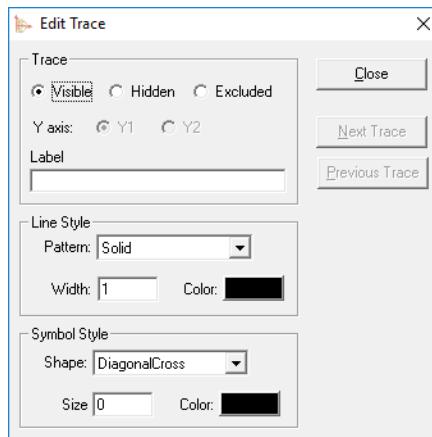 Edit Trace
Trace
Visible Hidden Excluded
Close
Y axis: Y1 Y2
Next Trace
Label
Previous Trace
Line Style
Pattern: Solid
Width: 1 Color:
Symbol Style
Shape: DiagonalCross
Size 0 Color: